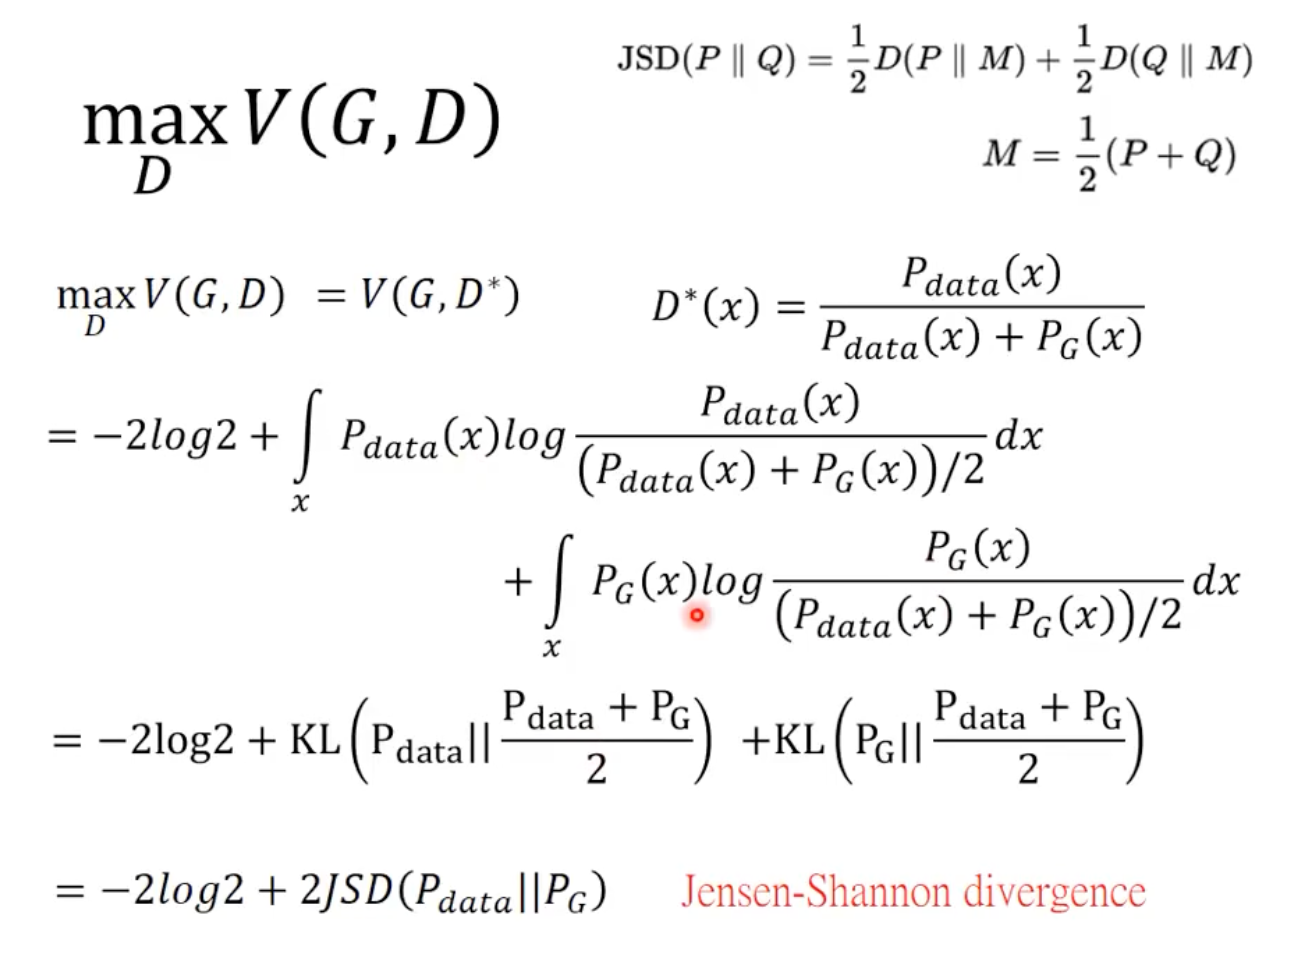 JSD(P ∥ Q) = 1/2 D(P ∥ M) + 1/2 D(Q ∥ M)
max V(G, D)
D
M = 1/2 (P + Q)
max V(G, D) = V(G, D*)
D
D*(x) = P_data(x) / (P_data(x) + P_G(x))
= −2log2 + ∫_x P_data(x)log P_data(x) / ((P_data(x) + P_G(x))/2) dx
+ ∫_x P_G(x)log P_G(x) / ((P_data(x) + P_G(x))/2) dx
= −2log2 + KL(P_data||(P_data + P_G)/2) +KL(P_G||(P_data + P_G)/2)
= −2log2 + 2JSD(P_data||P_G) Jensen-Shannon divergence